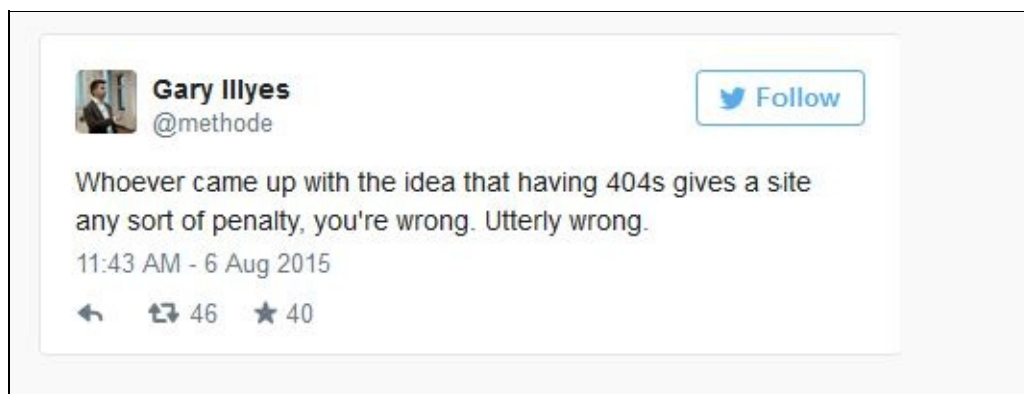 Gary Illyes
@methode
Follow
Whoever came up with the idea that having 404s gives a site
any sort of penalty, you're wrong. Utterly wrong.
11:43 AM - 6 Aug 2015
46 40